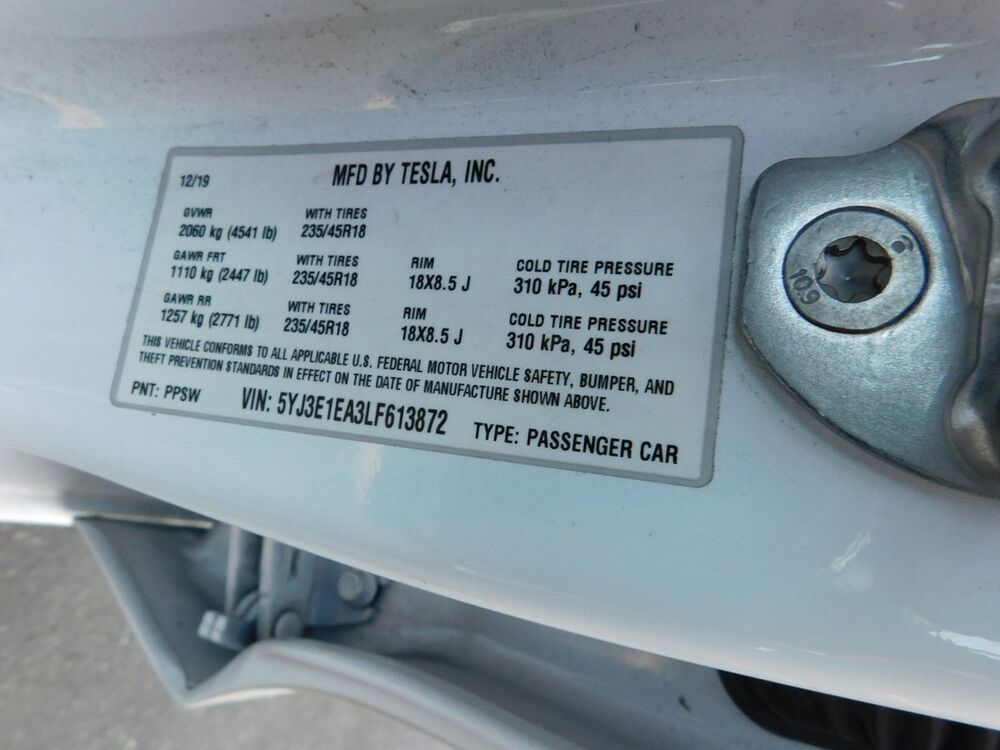 12/19 MFD BY TESLA, INC.
GVWR WITH TIRES
2060 kg (4541 lb) 235/45R18
GAWR FRT WITH TIRES RIM COLD TIRE PRESSURE
1110 kg (2447 lb) 235/45R18 18X8.5 J 310 kPa, 45 psi
GAWR RR WITH TIRES RIM COLD TIRE PRESSURE
1257 kg (2771 lb) 235/45R18 18X8.5 J 310 kPa, 45 psi
THIS VEHICLE CONFORMS TO ALL APPLICABLE U.S. FEDERAL MOTOR VEHICLE SAFETY, BUMPER, AND
THEFT PREVENTION STANDARDS IN EFFECT ON THE DATE OF MANUFACTURE SHOWN ABOVE.
PNT: PPSW VIN: 5YJ3E1EA3LF613872 TYPE: PASSENGER CAR
10.9